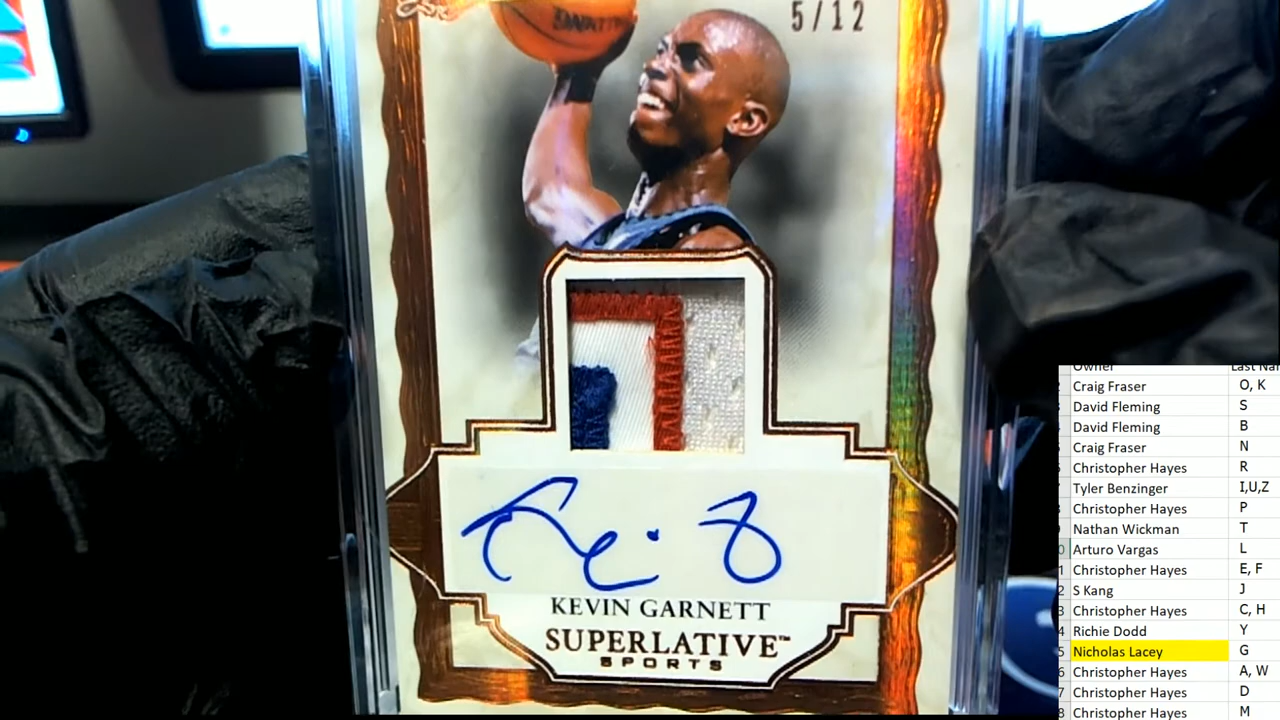 5/12
KEVIN GARNETT
SUPERLATIVE™
SPORTS
Owner
Craig Fraser O, K
David Fleming S
David Fleming B
Craig Fraser N
Christopher Hayes R
Tyler Benzinger I,U,Z
Christopher Hayes P
Nathan Wickman T
Arturo Vargas L
Christopher Hayes E, F
S Kang J
Christopher Hayes C, H
Richie Dodd Y
Nicholas Lacey G
Christopher Hayes A, W
Christopher Hayes D
Christopher Hayes M